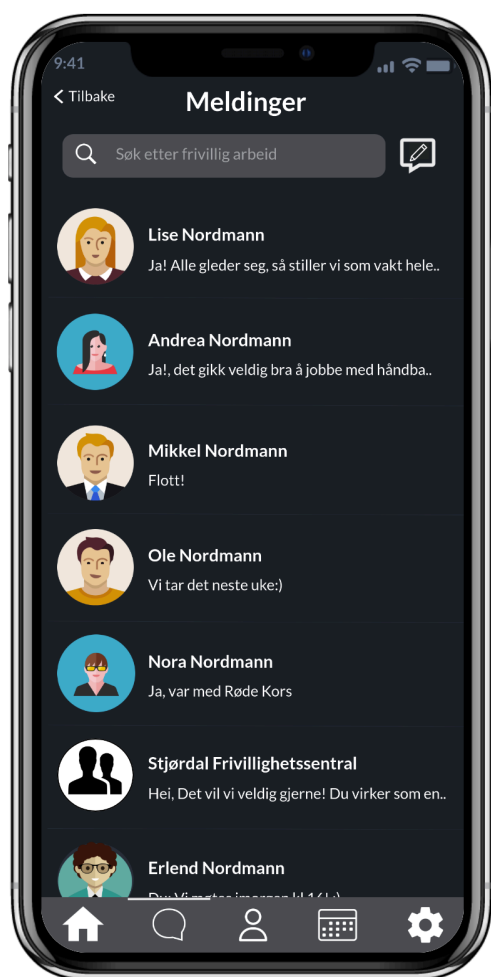 9:41
Tilbake
Meldinger
Søk etter frivillig arbeid
Lise Nordmann
Ja! Alle gleder seg, så stiller vi som vakt hele..
Andrea Nordmann
Ja!, det gikk veldig bra å jobbe med håndba..
Mikkel Nordmann
Flott!
Ole Nordmann
Vi tar det neste uke:)
Nora Nordmann
Ja, var med Røde Kors
Stjørdal Frivillighetssentral
Hei, Det vil vi veldig gjerne! Du virker som en..
Erlend Nordmann